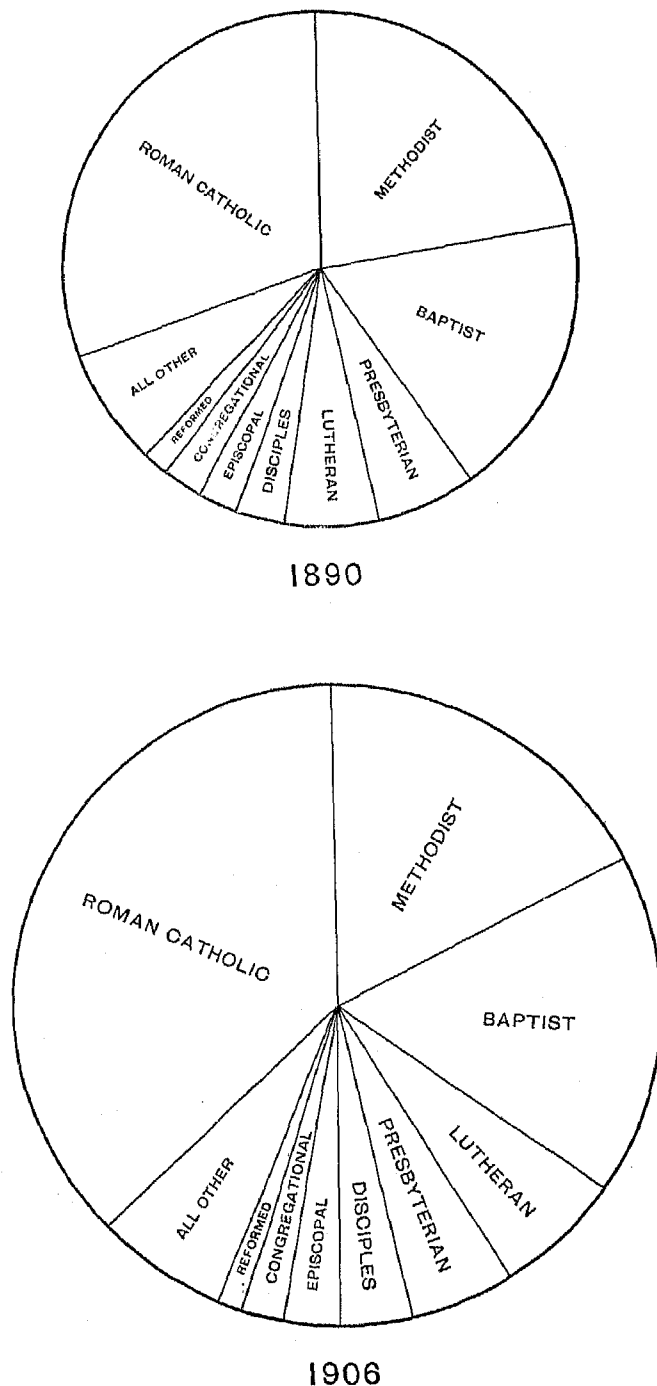 METHODIST
BAPTIST
PRESBYTERIAN
LUTHERAN
DISCIPLES
EPISCOPAL
CONGREGATIONAL
REFORMED
ALL OTHER
ROMAN CATHOLIC
1890
METHODIST
BAPTIST
LUTHERAN
PRESBYTERIAN
DISCIPLES
EPISCOPAL
CONGREGATIONAL
REFORMED
ALL OTHER
ROMAN CATHOLIC
1906